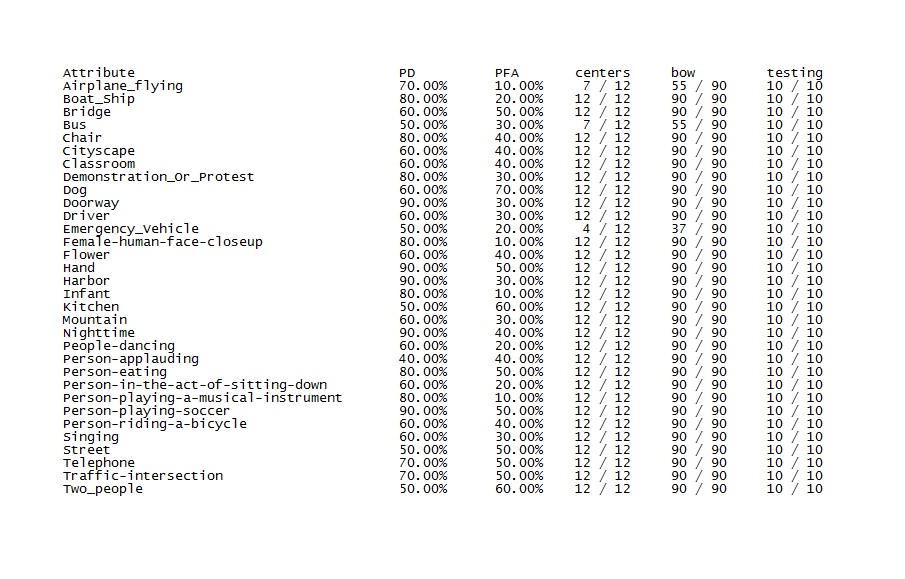 Attribute PD PFA centers bow testing
Airplane_flying 70.00% 10.00% 7 / 12 55 / 90 10 / 10
Boat_Ship 80.00% 20.00% 12 / 12 90 / 90 10 / 10
Bridge 60.00% 50.00% 12 / 12 90 / 90 10 / 10
Bus 50.00% 30.00% 7 / 12 55 / 90 10 / 10
Chair 80.00% 40.00% 12 / 12 90 / 90 10 / 10
Cityscape 60.00% 40.00% 12 / 12 90 / 90 10 / 10
Classroom 60.00% 40.00% 12 / 12 90 / 90 10 / 10
Demonstration_Or_Protest 80.00% 30.00% 12 / 12 90 / 90 10 / 10
Dog 60.00% 70.00% 12 / 12 90 / 90 10 / 10
Doorway 90.00% 30.00% 12 / 12 90 / 90 10 / 10
Driver 60.00% 30.00% 12 / 12 90 / 90 10 / 10
Emergency_Vehicle 50.00% 20.00% 4 / 12 37 / 90 10 / 10
Female-human-face-closeup 80.00% 10.00% 12 / 12 90 / 90 10 / 10
Flower 60.00% 40.00% 12 / 12 90 / 90 10 / 10
Hand 90.00% 50.00% 12 / 12 90 / 90 10 / 10
Harbor 90.00% 30.00% 12 / 12 90 / 90 10 / 10
Infant 80.00% 10.00% 12 / 12 90 / 90 10 / 10
Kitchen 50.00% 60.00% 12 / 12 90 / 90 10 / 10
Mountain 60.00% 30.00% 12 / 12 90 / 90 10 / 10
Nighttime 90.00% 40.00% 12 / 12 90 / 90 10 / 10
People-dancing 60.00% 20.00% 12 / 12 90 / 90 10 / 10
Person-applauding 40.00% 40.00% 12 / 12 90 / 90 10 / 10
Person-eating 80.00% 50.00% 12 / 12 90 / 90 10 / 10
Person-in-the-act-of-sitting-down 60.00% 20.00% 12 / 12 90 / 90 10 / 10
Person-playing-a-musical-instrument 80.00% 10.00% 12 / 12 90 / 90 10 / 10
Person-playing-soccer 90.00% 50.00% 12 / 12 90 / 90 10 / 10
Person-riding-a-bicycle 60.00% 40.00% 12 / 12 90 / 90 10 / 10
Singing 60.00% 30.00% 12 / 12 90 / 90 10 / 10
Street 50.00% 50.00% 12 / 12 90 / 90 10 / 10
Telephone 70.00% 50.00% 12 / 12 90 / 90 10 / 10
Traffic-intersection 70.00% 50.00% 12 / 12 90 / 90 10 / 10
Two_people 50.00% 60.00% 12 / 12 90 / 90 10 / 10